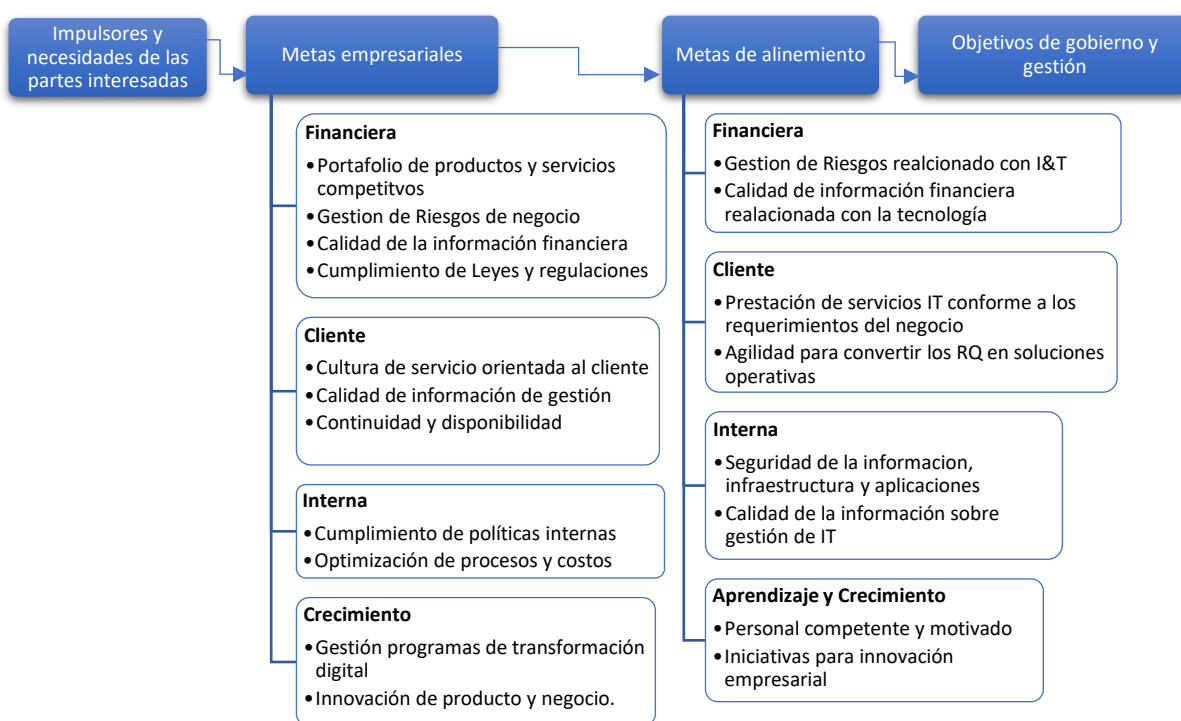 Impulsores y
necesidades de las
partes interesadas
Metas empresariales
Metas de alinemiento
Objetivos de gobierno y
gestión
Financiera
•Portafolio de productos y servicios
competitvos
•Gestion de Riesgos de negocio
•Calidad de la información financiera
•Cumplimiento de Leyes y regulaciones
Cliente
•Cultura de servicio orientada al cliente
•Calidad de información de gestión
•Continuidad y disponibilidad
Interna
•Cumplimiento de políticas internas
•Optimización de procesos y costos
Crecimiento
•Gestión programas de transformación
digital
•Innovación de producto y negocio.
Financiera
•Gestion de Riesgos realcionado con I&T
•Calidad de información financiera
realacionada con la tecnología
Cliente
•Prestación de servicios IT conforme a los
requerimientos del negocio
•Agilidad para convertir los RQ en soluciones
operativas
Interna
•Seguridad de la informacion,
infraestructura y aplicaciones
•Calidad de la información sobre
gestión de IT
Aprendizaje y Crecimiento
•Personal competente y motivado
•Iniciativas para innovación
empresarial